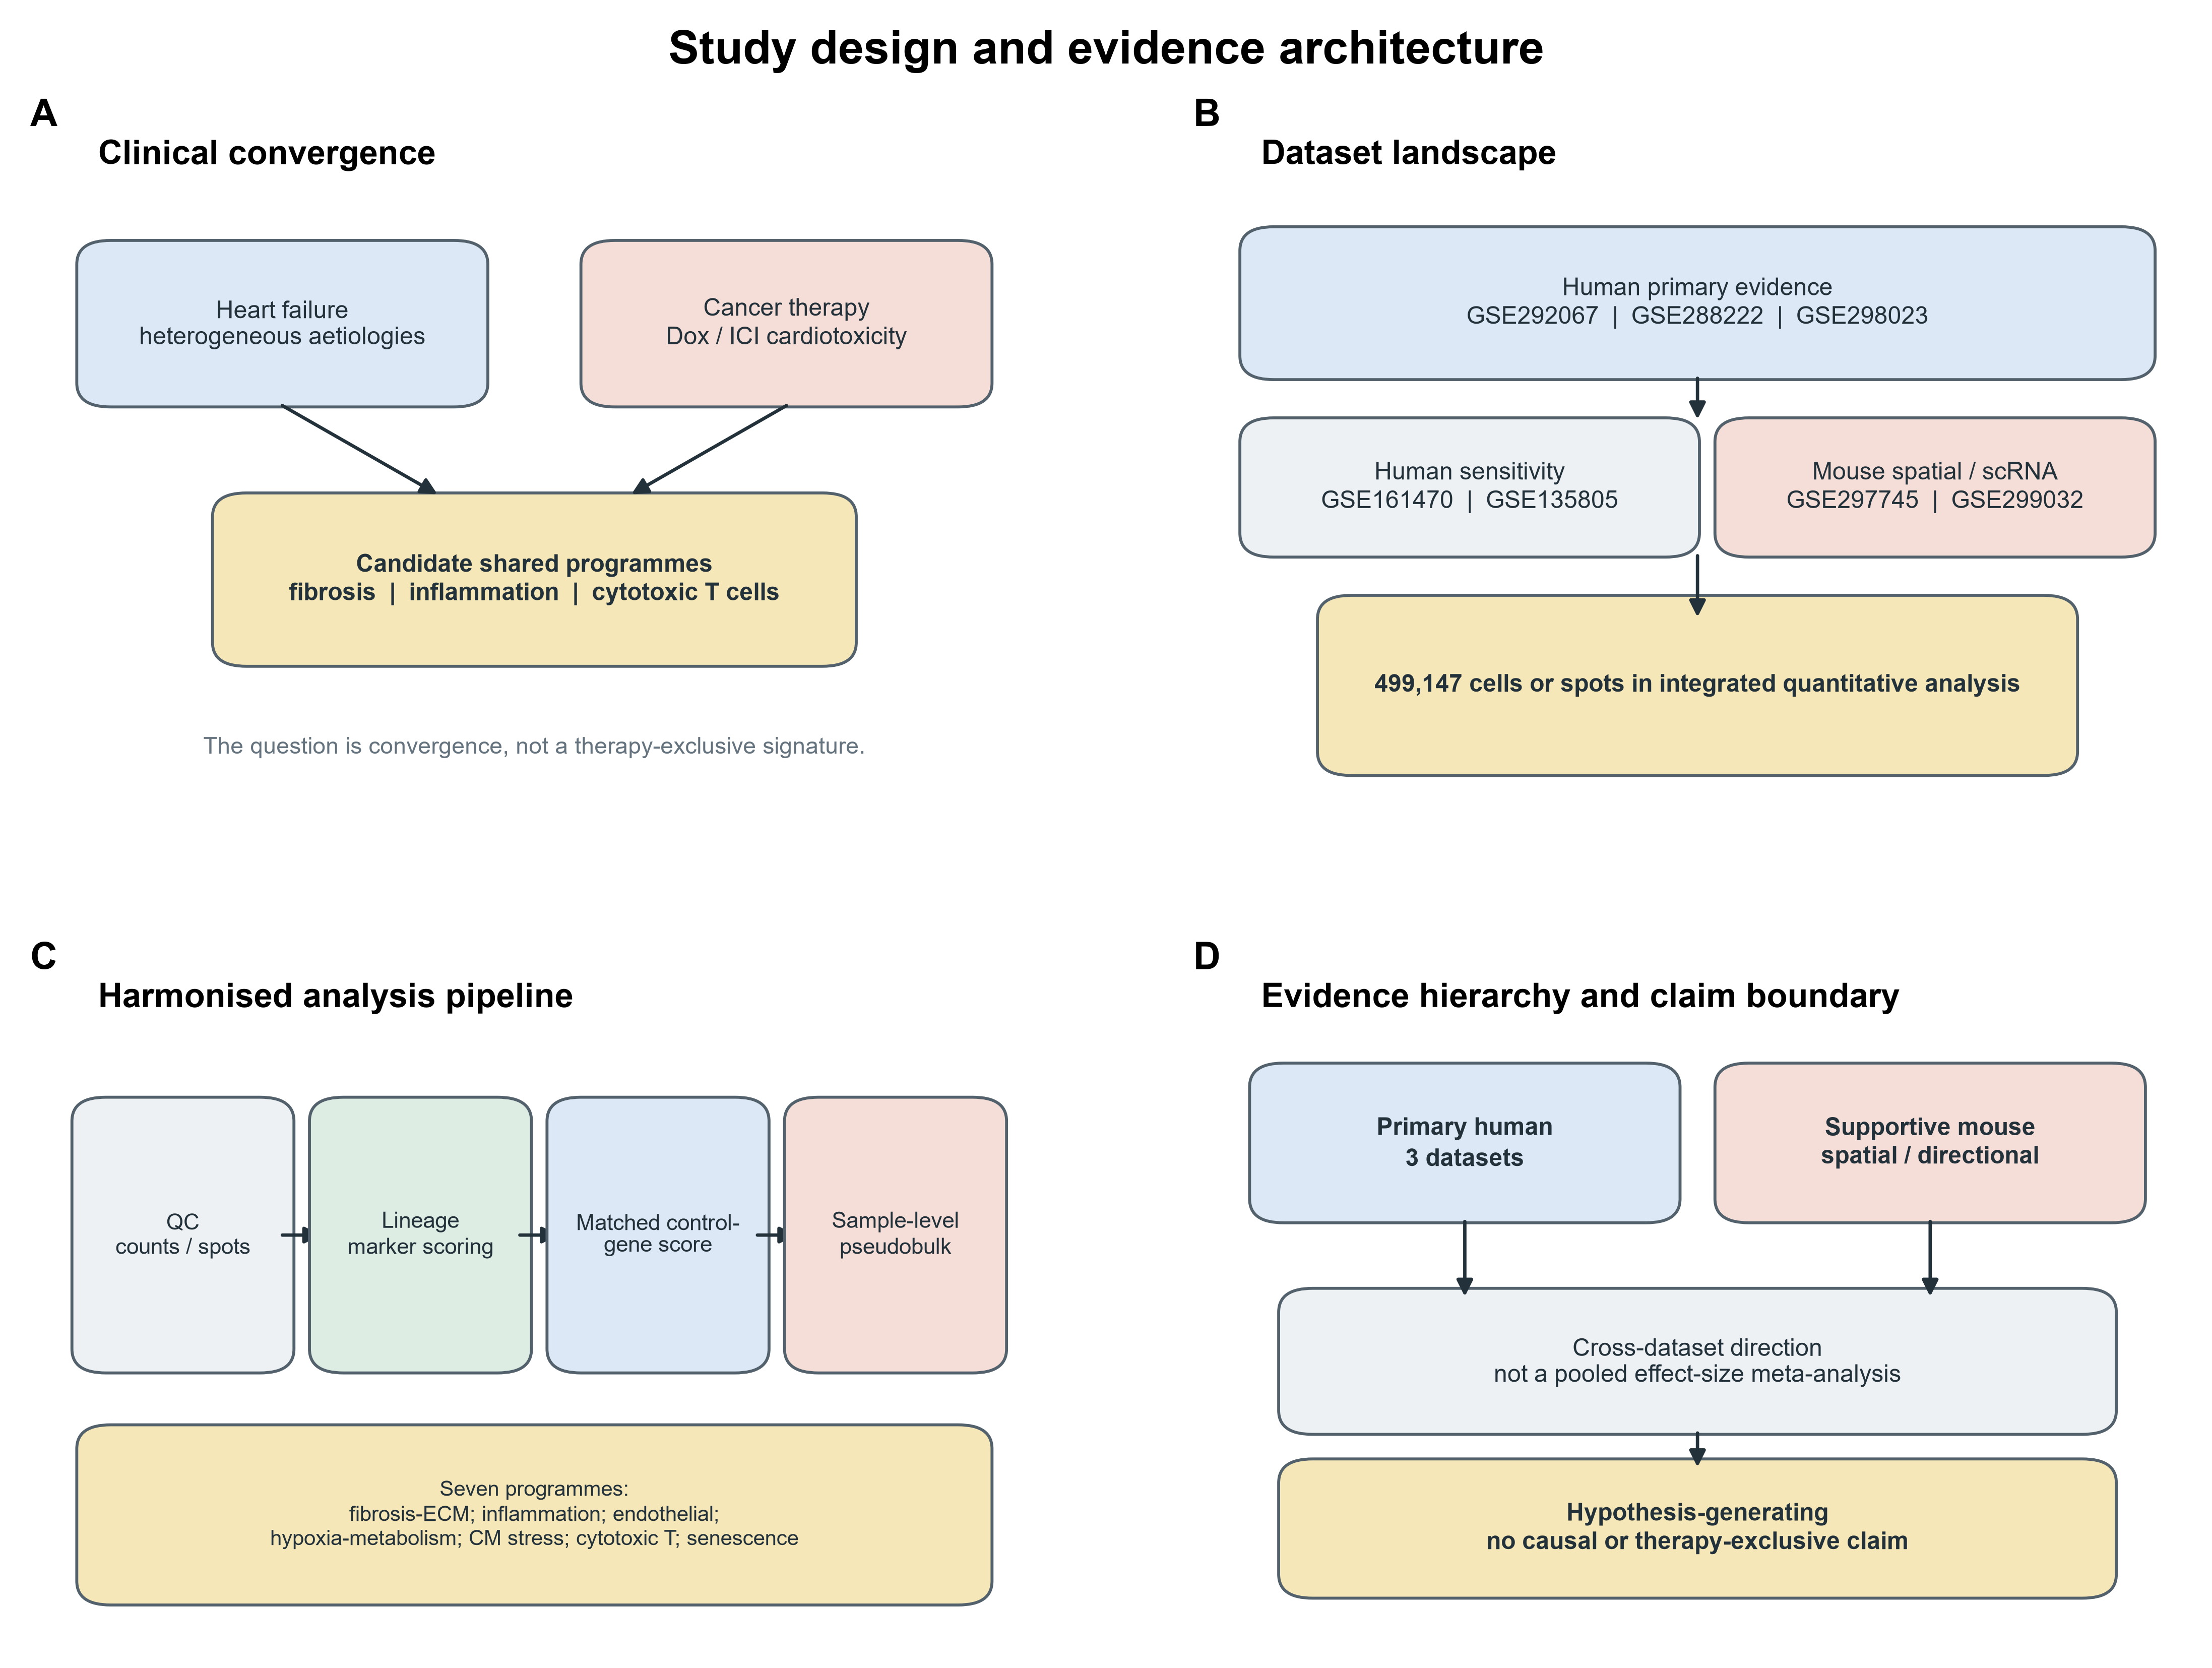 Study design and evidence architecture
A
Clinical convergence
Heart failure
heterogeneous aetiologies
Cancer therapy
Dox / ICI cardiotoxicity
Candidate shared programmes
fibrosis | inflammation | cytotoxic T cells
The question is convergence, not a therapy-exclusive signature.
B
Dataset landscape
Human primary evidence
GSE292067 | GSE288222 | GSE298023
Human sensitivity
GSE161470 | GSE135805
Mouse spatial / scRNA
GSE297745 | GSE299032
499,147 cells or spots in integrated quantitative analysis
C
Harmonised analysis pipeline
QC
counts / spots
Lineage
marker scoring
Matched control-
gene score
Sample-level
pseudobulk
Seven programmes:
fibrosis-ECM; inflammation; endothelial;
hypoxia-metabolism; CM stress; cytotoxic T; senescence
D
Evidence hierarchy and claim boundary
Primary human
3 datasets
Supportive mouse
spatial / directional
Cross-dataset direction
not a pooled effect-size meta-analysis
Hypothesis-generating
no causal or therapy-exclusive claim